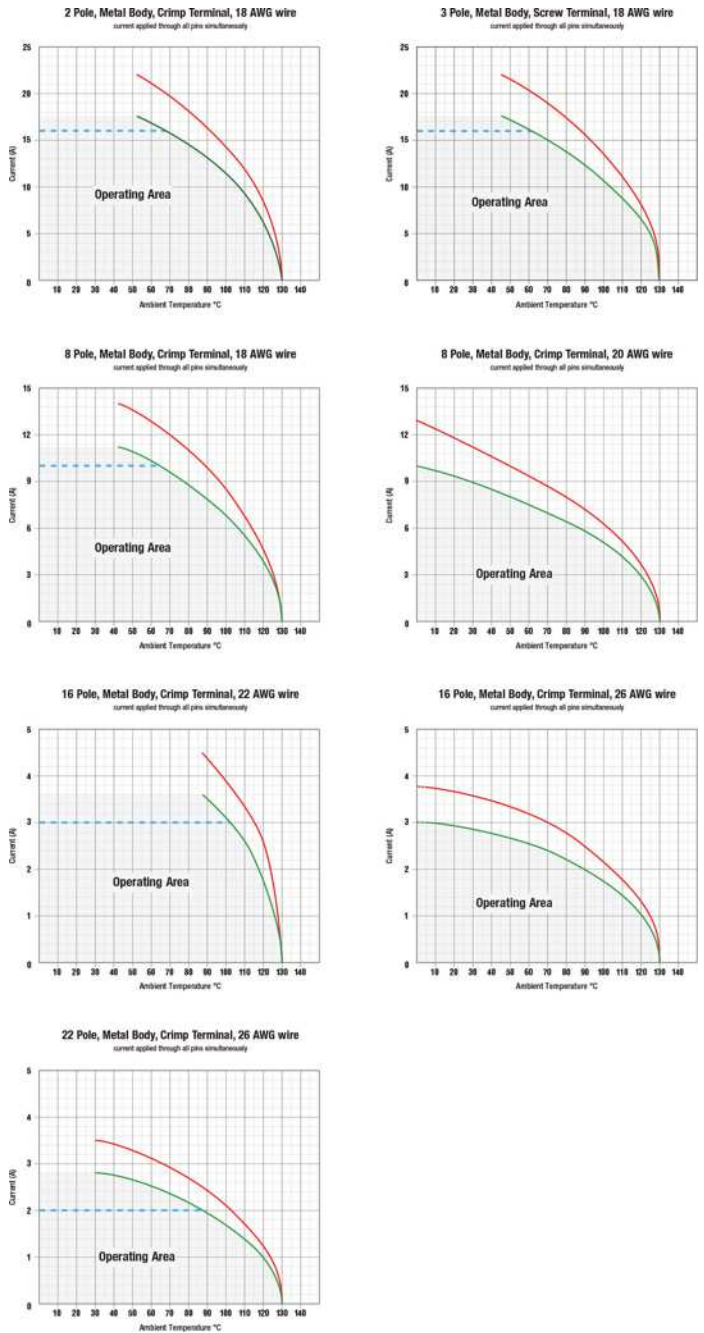 2 Pole, Metal Body, Crimp Terminal, 18 AWG wire
current applied through all pins simultaneously
25
20
15
10
5
0
Current (A)
Operating Area
10 20 30 40 50 60 70 80 90 100 110 120 130 140
Ambient Temperature °C
3 Pole, Metal Body, Screw Terminal, 18 AWG wire
current applied through all pins simultaneously
25
20
15
10
5
0
Current (A)
Operating Area
10 20 30 40 50 60 70 80 90 100 110 120 130 140
Ambient Temperature °C
8 Pole, Metal Body, Crimp Terminal, 18 AWG wire
current applied through all pins simultaneously
15
12
9
6
3
0
Current (A)
Operating Area
10 20 30 40 50 60 70 80 90 100 110 120 130 140
Ambient Temperature °C
8 Pole, Metal Body, Crimp Terminal, 20 AWG wire
current applied through all pins simultaneously
15
12
9
6
3
0
Current (A)
Operating Area
10 20 30 40 50 60 70 80 90 100 110 120 130 140
Ambient Temperature °C
16 Pole, Metal Body, Crimp Terminal, 22 AWG wire
current applied through all pins simultaneously
5
4
3
2
1
0
Current (A)
Operating Area
10 20 30 40 50 60 70 80 90 100 110 120 130 140
Ambient Temperature °C
16 Pole, Metal Body, Crimp Terminal, 26 AWG wire
current applied through all pins simultaneously
5
4
3
2
1
0
Current (A)
Operating Area
10 20 30 40 50 60 70 80 90 100 110 120 130 140
Ambient Temperature °C
22 Pole, Metal Body, Crimp Terminal, 26 AWG wire
current applied through all pins simultaneously
5
4
3
2
1
0
Current (A)
Operating Area
10 20 30 40 50 60 70 80 90 100 110 120 130 140
Ambient Temperature °C